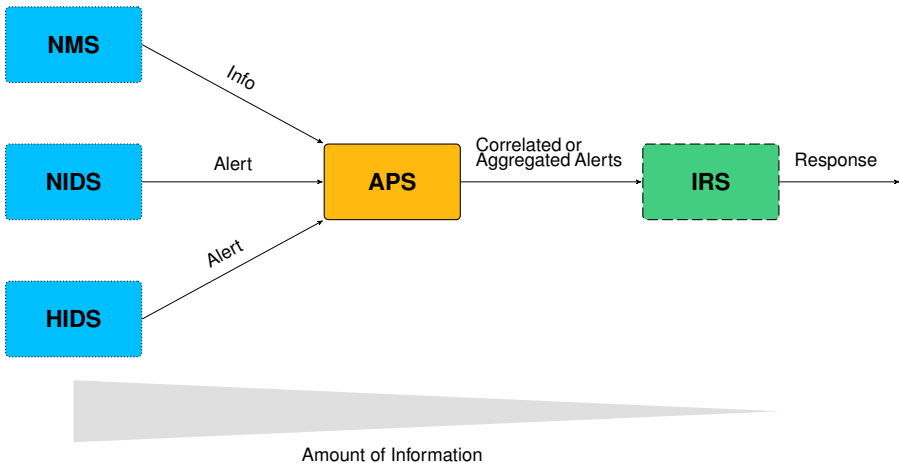 NMS
Info
NIDS
Alert
APS
Correlated or
Aggregated Alerts
IRS
Response
Alert
HIDS
Amount of Information